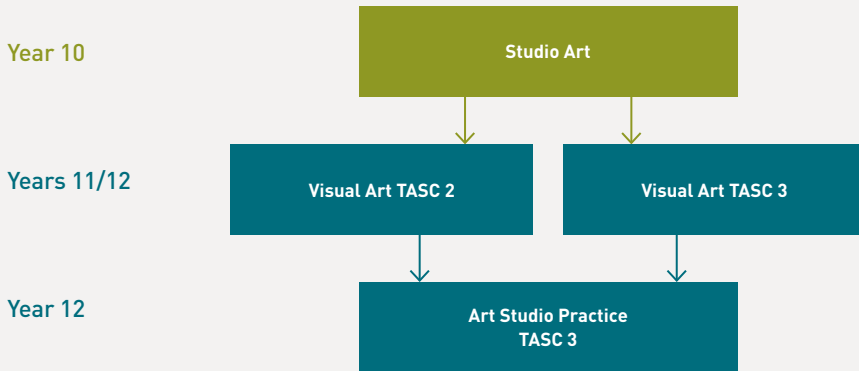 Year 10
Studio Art
Years 11/12
Visual Art TASC 2
Visual Art TASC 3
Year 12
Art Studio Practice
TASC 3